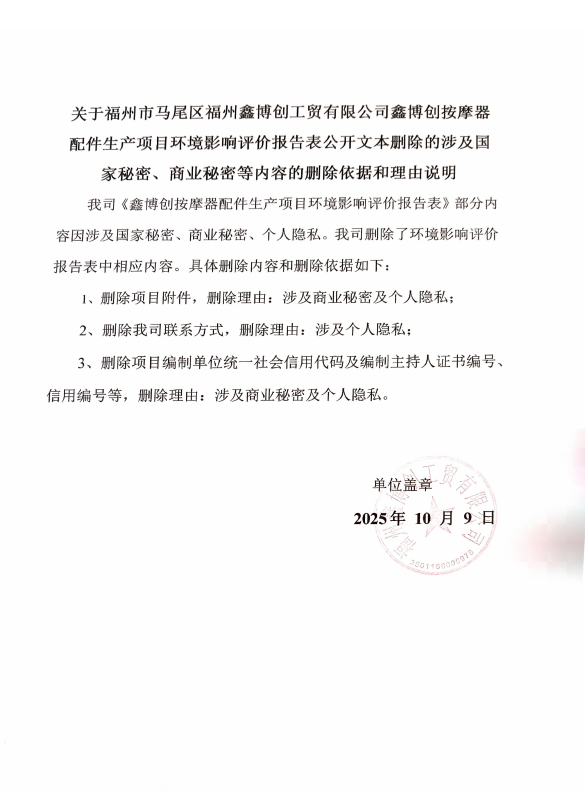 关于福州市马尾区福州鑫博创工贸有限公司鑫博创按摩器
配件生产项目环境影响评价报告表公开文本删除的涉及国
家秘密、商业秘密等内容的删除依据和理由说明
我司《鑫博创按摩器配件生产项目环境影响评价报告表》部分内
容因涉及国家秘密、商业秘密、个人隐私。我司删除了环境影响评价
报告表中相应内容。具体删除内容和删除依据如下：
1、删除项目附件，删除理由：涉及商业秘密及个人隐私；
2、删除我司联系方式，删除理由：涉及个人隐私；
3、删除项目编制单位统一社会信用代码及编制主持人证书编号、
信用编号等，删除理由：涉及商业秘密及个人隐私。
单位盖章
2025年 10 月 9 日
福州鑫博创工贸有限公司